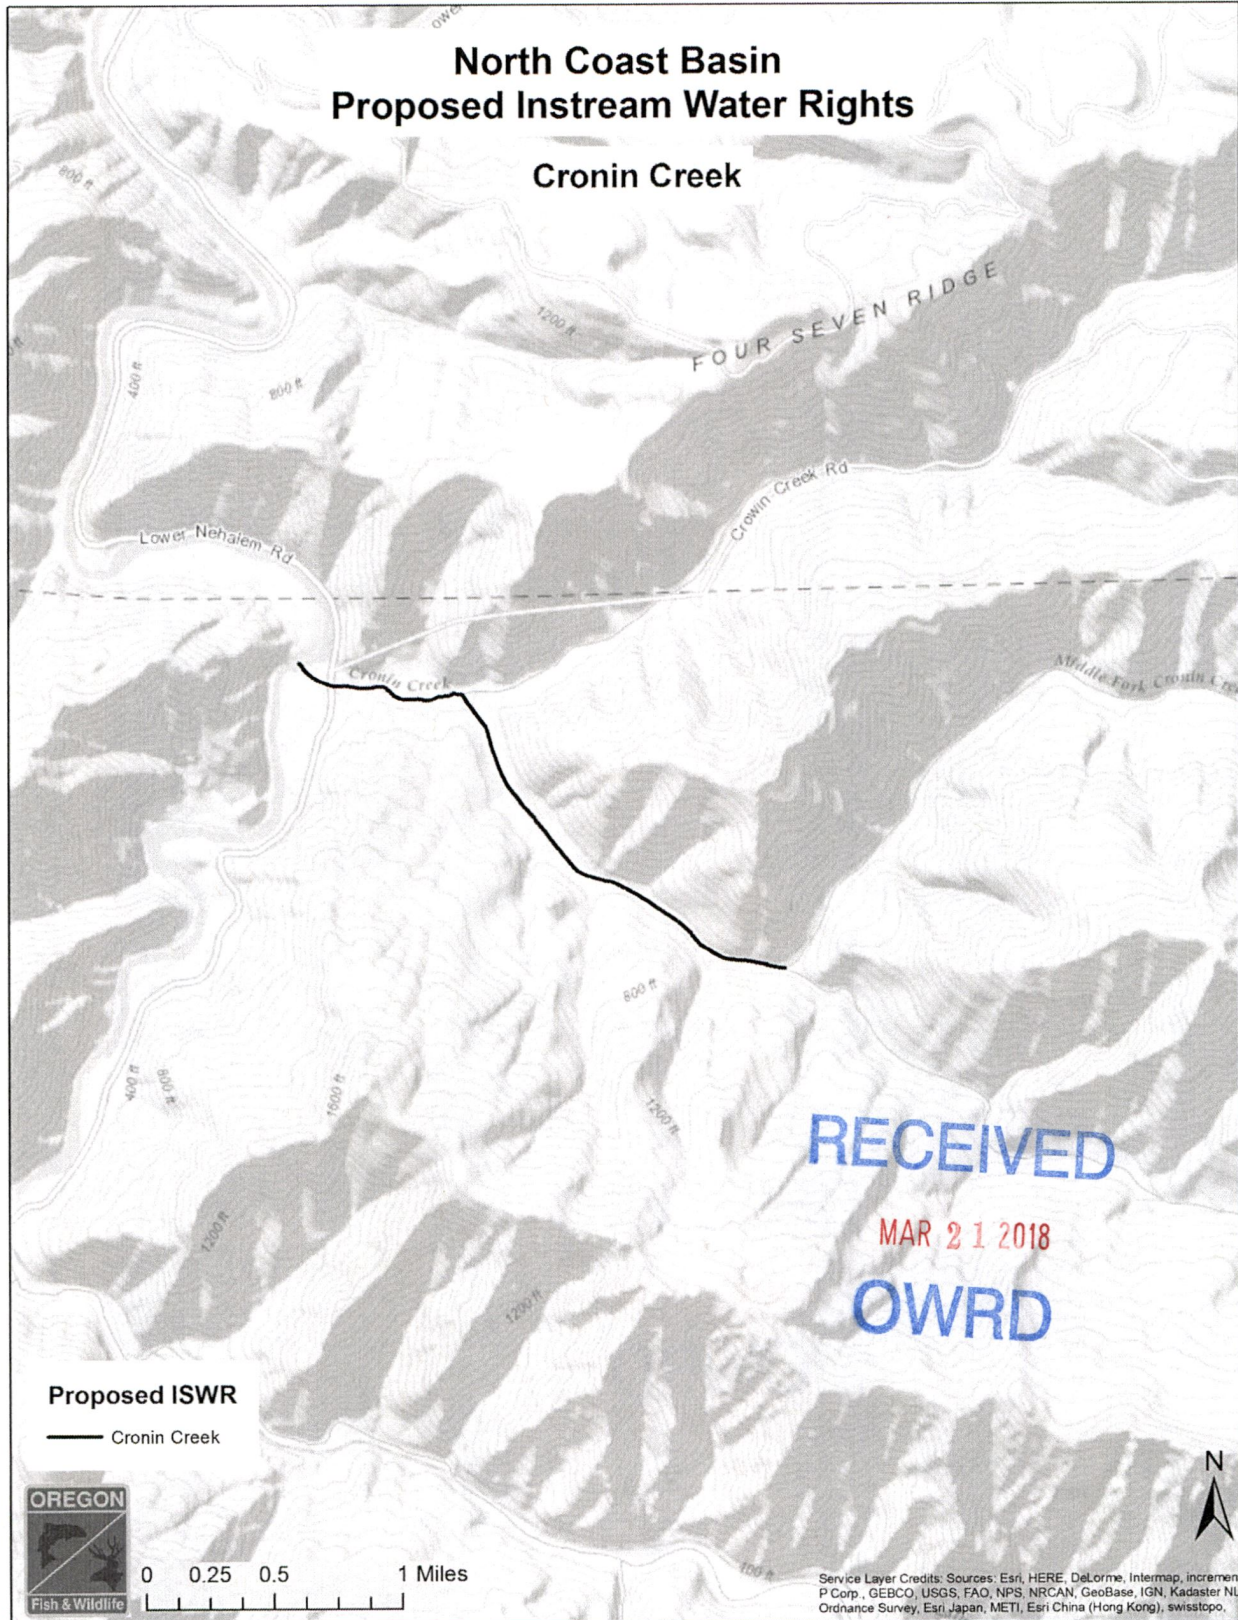 North Coast Basin
Proposed Instream Water Rights
Cronin Creek
800 ft
1200 ft
FOUR SEVEN RIDGE
400 ft
800 ft
Crowin Creek Rd
Lower Nehalem Rd
Cronin Creek
Middle Fork Cronin Cree
800 ft
400 ft
800 ft
1600 ft
1200 ft
RECEIVED
MAR 21 2018
OWRD
1200 ft
1200 ft
Proposed ISWR
Cronin Creek
N
OREGON
Fish & Wildlife
0 0.25 0.5 1 Miles
400 ft
Service Layer Credits: Sources: Esri, HERE, DeLorme, Intermap, incremen
P Corp., GEBCO, USGS, FAO, NPS, NRCAN, GeoBase, IGN, Kadaster NL
Ordnance Survey, Esri Japan, METI, Esri China (Hong Kong), swisstopo,